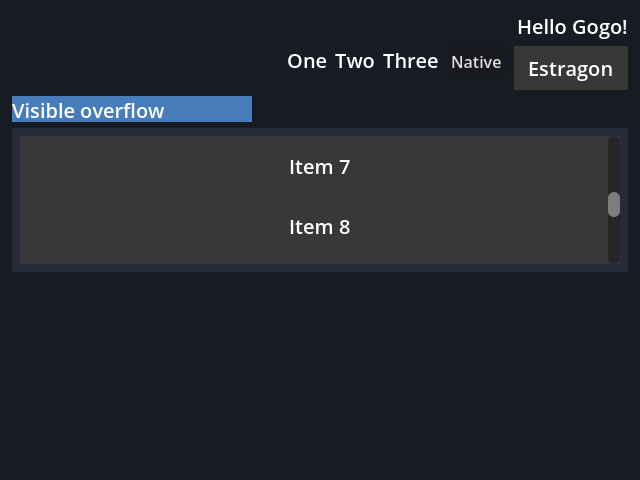 Hello Gogo!
One Two Three Native Estragon
Visible overflow
Item 7
Item 8